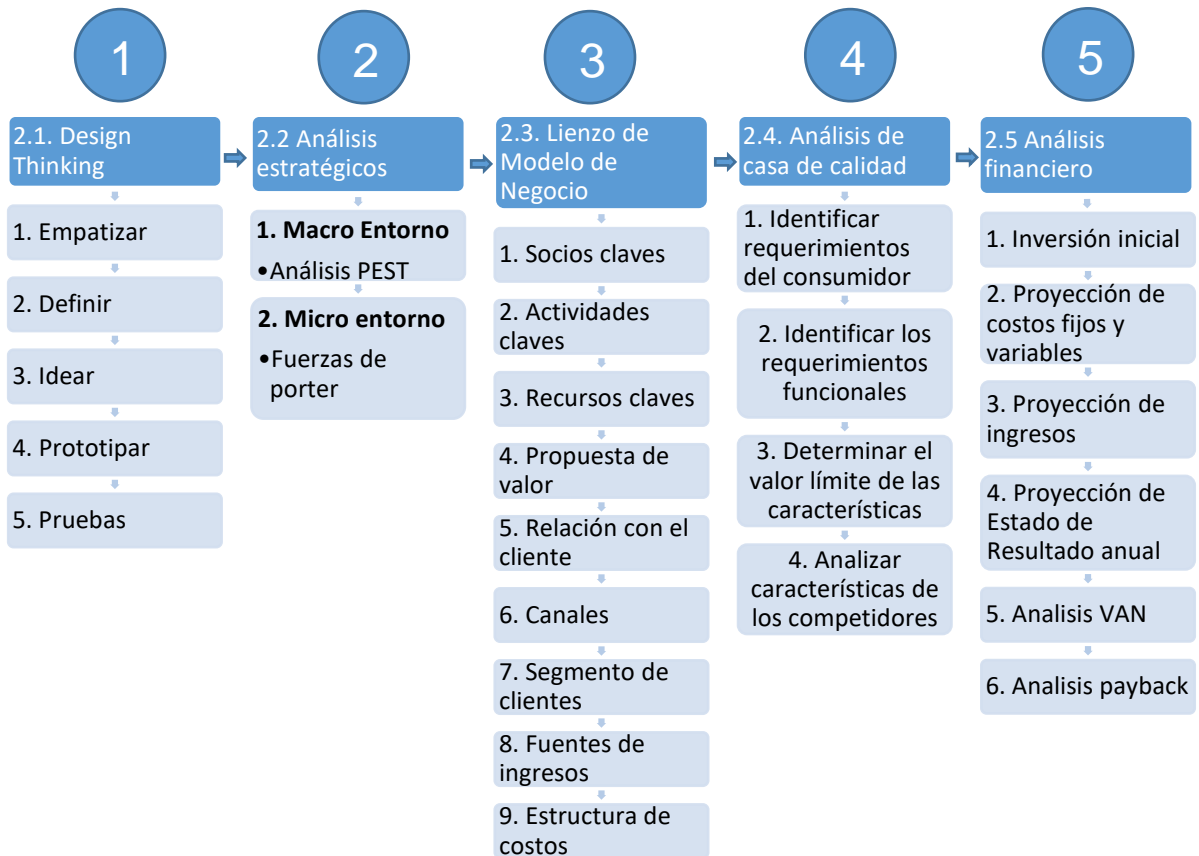 1
2
3
4
5
2.1. Design
Thinking
1. Empatizar
2. Definir
3. Idear
4. Prototipar
5. Pruebas
2.2 Análisis
estratégicos
1. Macro Entorno
•Análisis PEST
2. Micro entorno
•Fuerzas de
porter
2.3. Lienzo de
Modelo de
Negocio
1. Socios claves
2. Actividades
claves
3. Recursos claves
4. Propuesta de
valor
5. Relación con el
cliente
6. Canales
7. Segmento de
clientes
8. Fuentes de
ingresos
9. Estructura de
costos
2.4. Análisis de
casa de calidad
1. Identificar
requerimientos
del consumidor
2. Identificar los
requerimientos
funcionales
3. Determinar el
valor límite de las
características
4. Analizar
características de
los competidores
2.5 Análisis
financiero
1. Inversión inicial
2. Proyección de
costos fijos y
variables
3. Proyección de
ingresos
4. Proyección de
Estado de
Resultado anual
5. Analisis VAN
6. Analisis payback